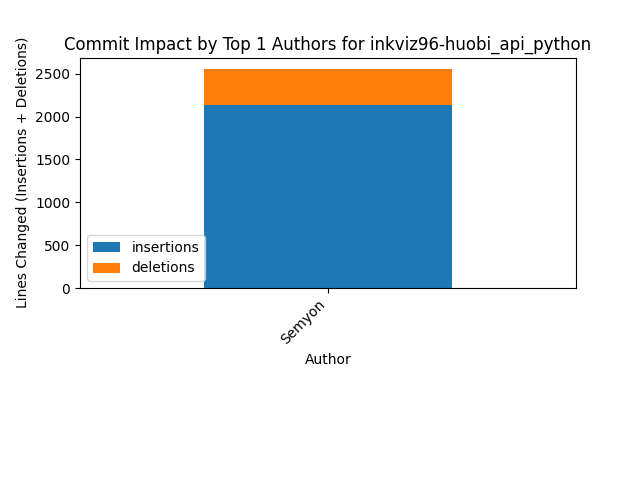 Commit Impact by Top 1 Authors for inkviz96-huobi_api_python
Lines Changed (Insertions + Deletions)
2500
2000
1500
1000
500
0
insertions
deletions
Semyon
Author